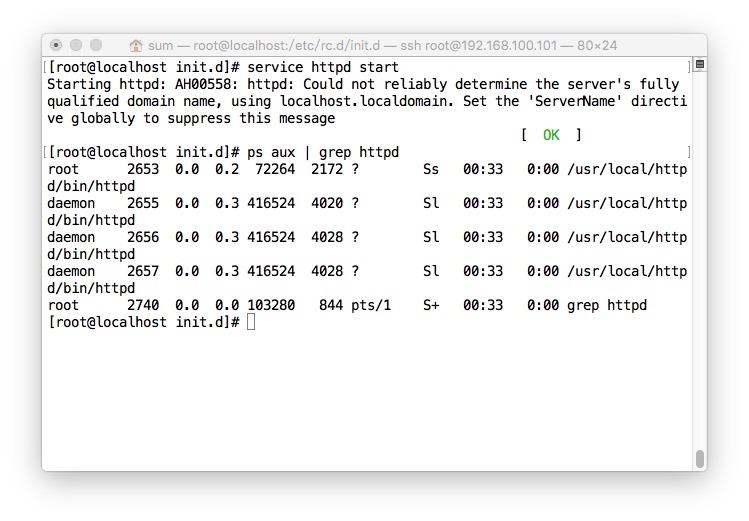 sum — root@localhost:/etc/rc.d/init.d — ssh root@192.168.100.101 — 80×24
[root@localhost init.d]# service httpd start
Starting httpd: AH00558: httpd: Could not reliably determine the server's fully
qualified domain name, using localhost.localdomain. Set the 'ServerName' directi
ve globally to suppress this message
[  OK  ]
[root@localhost init.d]# ps aux | grep httpd
root      2653  0.0  0.2  72264  2172 ?        Ss   00:33   0:00 /usr/local/http
d/bin/httpd
daemon    2655  0.0  0.3 416524  4020 ?        Sl   00:33   0:00 /usr/local/http
d/bin/httpd
daemon    2656  0.0  0.3 416524  4028 ?        Sl   00:33   0:00 /usr/local/http
d/bin/httpd
daemon    2657  0.0  0.3 416524  4028 ?        Sl   00:33   0:00 /usr/local/http
d/bin/httpd
root      2740  0.0  0.0 103280   844 pts/1    S+   00:33   0:00 grep httpd
[root@localhost init.d]#